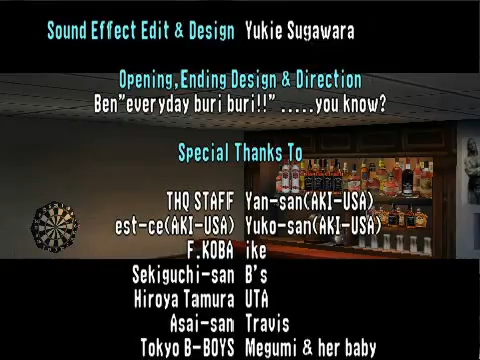 Sound Effect Edit & Design Yukie Sugawara
Opening,Ending Design & Direction
Ben"everyday buri buri!!" .....you know?
Special Thanks To
THQ STAFF Yan-san(AKI-USA)
est-ce(AKI-USA) Yuko-san(AKI-USA)
F.KOBA ike
Sekiguchi-san B's
Hiroya Tamura UTA
Asai-san Travis
Tokyo B-BOYS Megumi & her baby